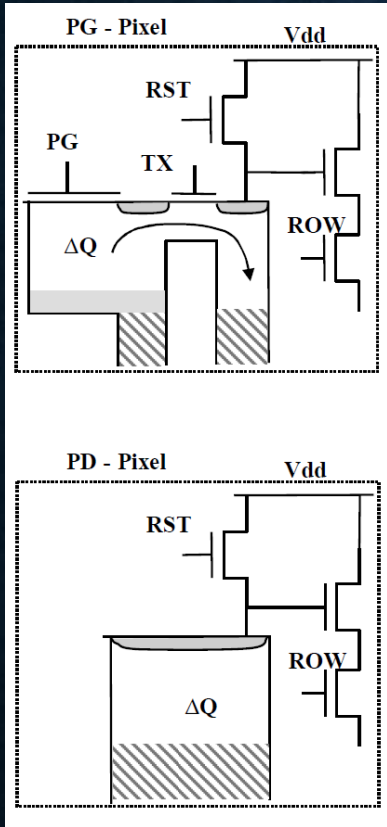 PG - Pixel
Vdd
RST
PG
TX
ΔQ
ROW
PD - Pixel
Vdd
RST
ROW
ΔQ